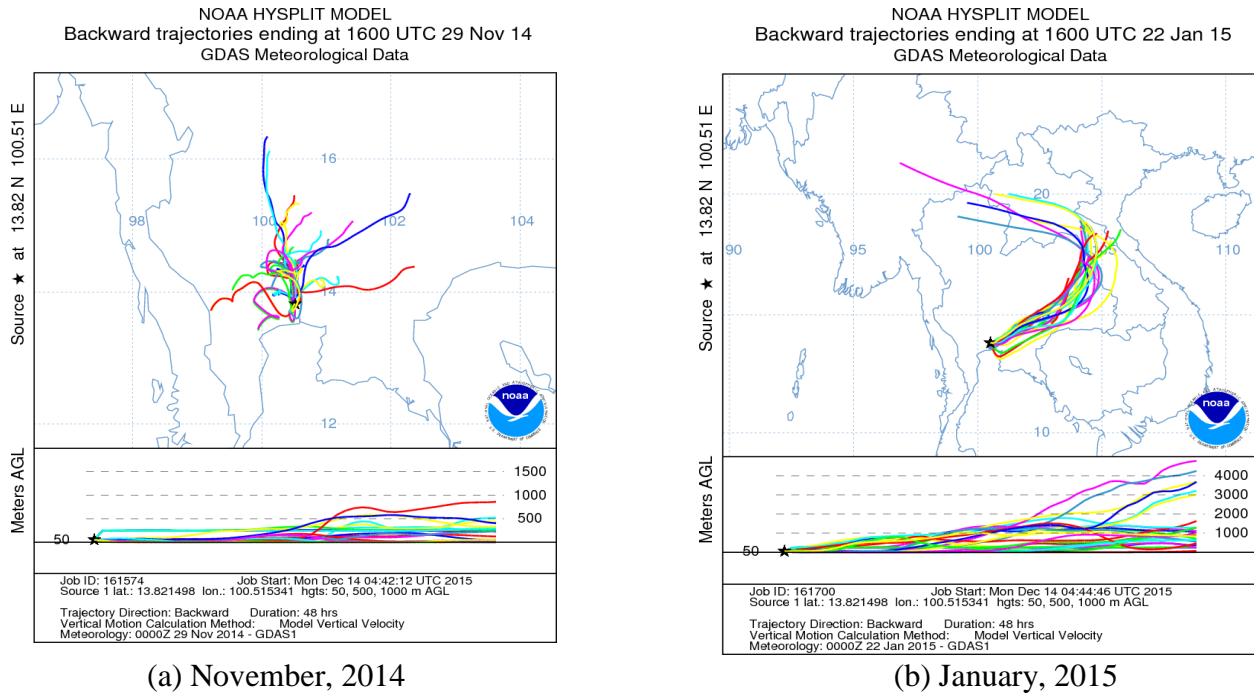 NOAA HYSPLIT MODEL
Backward trajectories ending at 1600 UTC 29 Nov 14
GDAS Meteorological Data
Source ★ at 13.82 N 100.51 E
16
98
100
102
104
14
12
noaa
Meters AGL
1500
1000
500
50
Job ID: 161574 Job Start: Mon Dec 14 04:42:12 UTC 2015
Source 1 lat.: 13.821498 lon.: 100.515341 hgts: 50, 500, 1000 m AGL
Trajectory Direction: Backward Duration: 48 hrs
Vertical Motion Calculation Method: Model Vertical Velocity
Meteorology: 0000Z 29 Nov 2014 - GDAS1
(a) November, 2014
NOAA HYSPLIT MODEL
Backward trajectories ending at 1600 UTC 22 Jan 15
GDAS Meteorological Data
Source ★ at 13.82 N 100.51 E
20
90
95
100
105
110
10
noaa
Meters AGL
4000
3000
2000
1000
50
Job ID: 161700 Job Start: Mon Dec 14 04:44:46 UTC 2015
Source 1 lat.: 13.821498 lon.: 100.515341 hgts: 50, 500, 1000 m AGL
Trajectory Direction: Backward Duration: 48 hrs
Vertical Motion Calculation Method: Model Vertical Velocity
Meteorology: 0000Z 22 Jan 2015 - GDAS1
(b) January, 2015